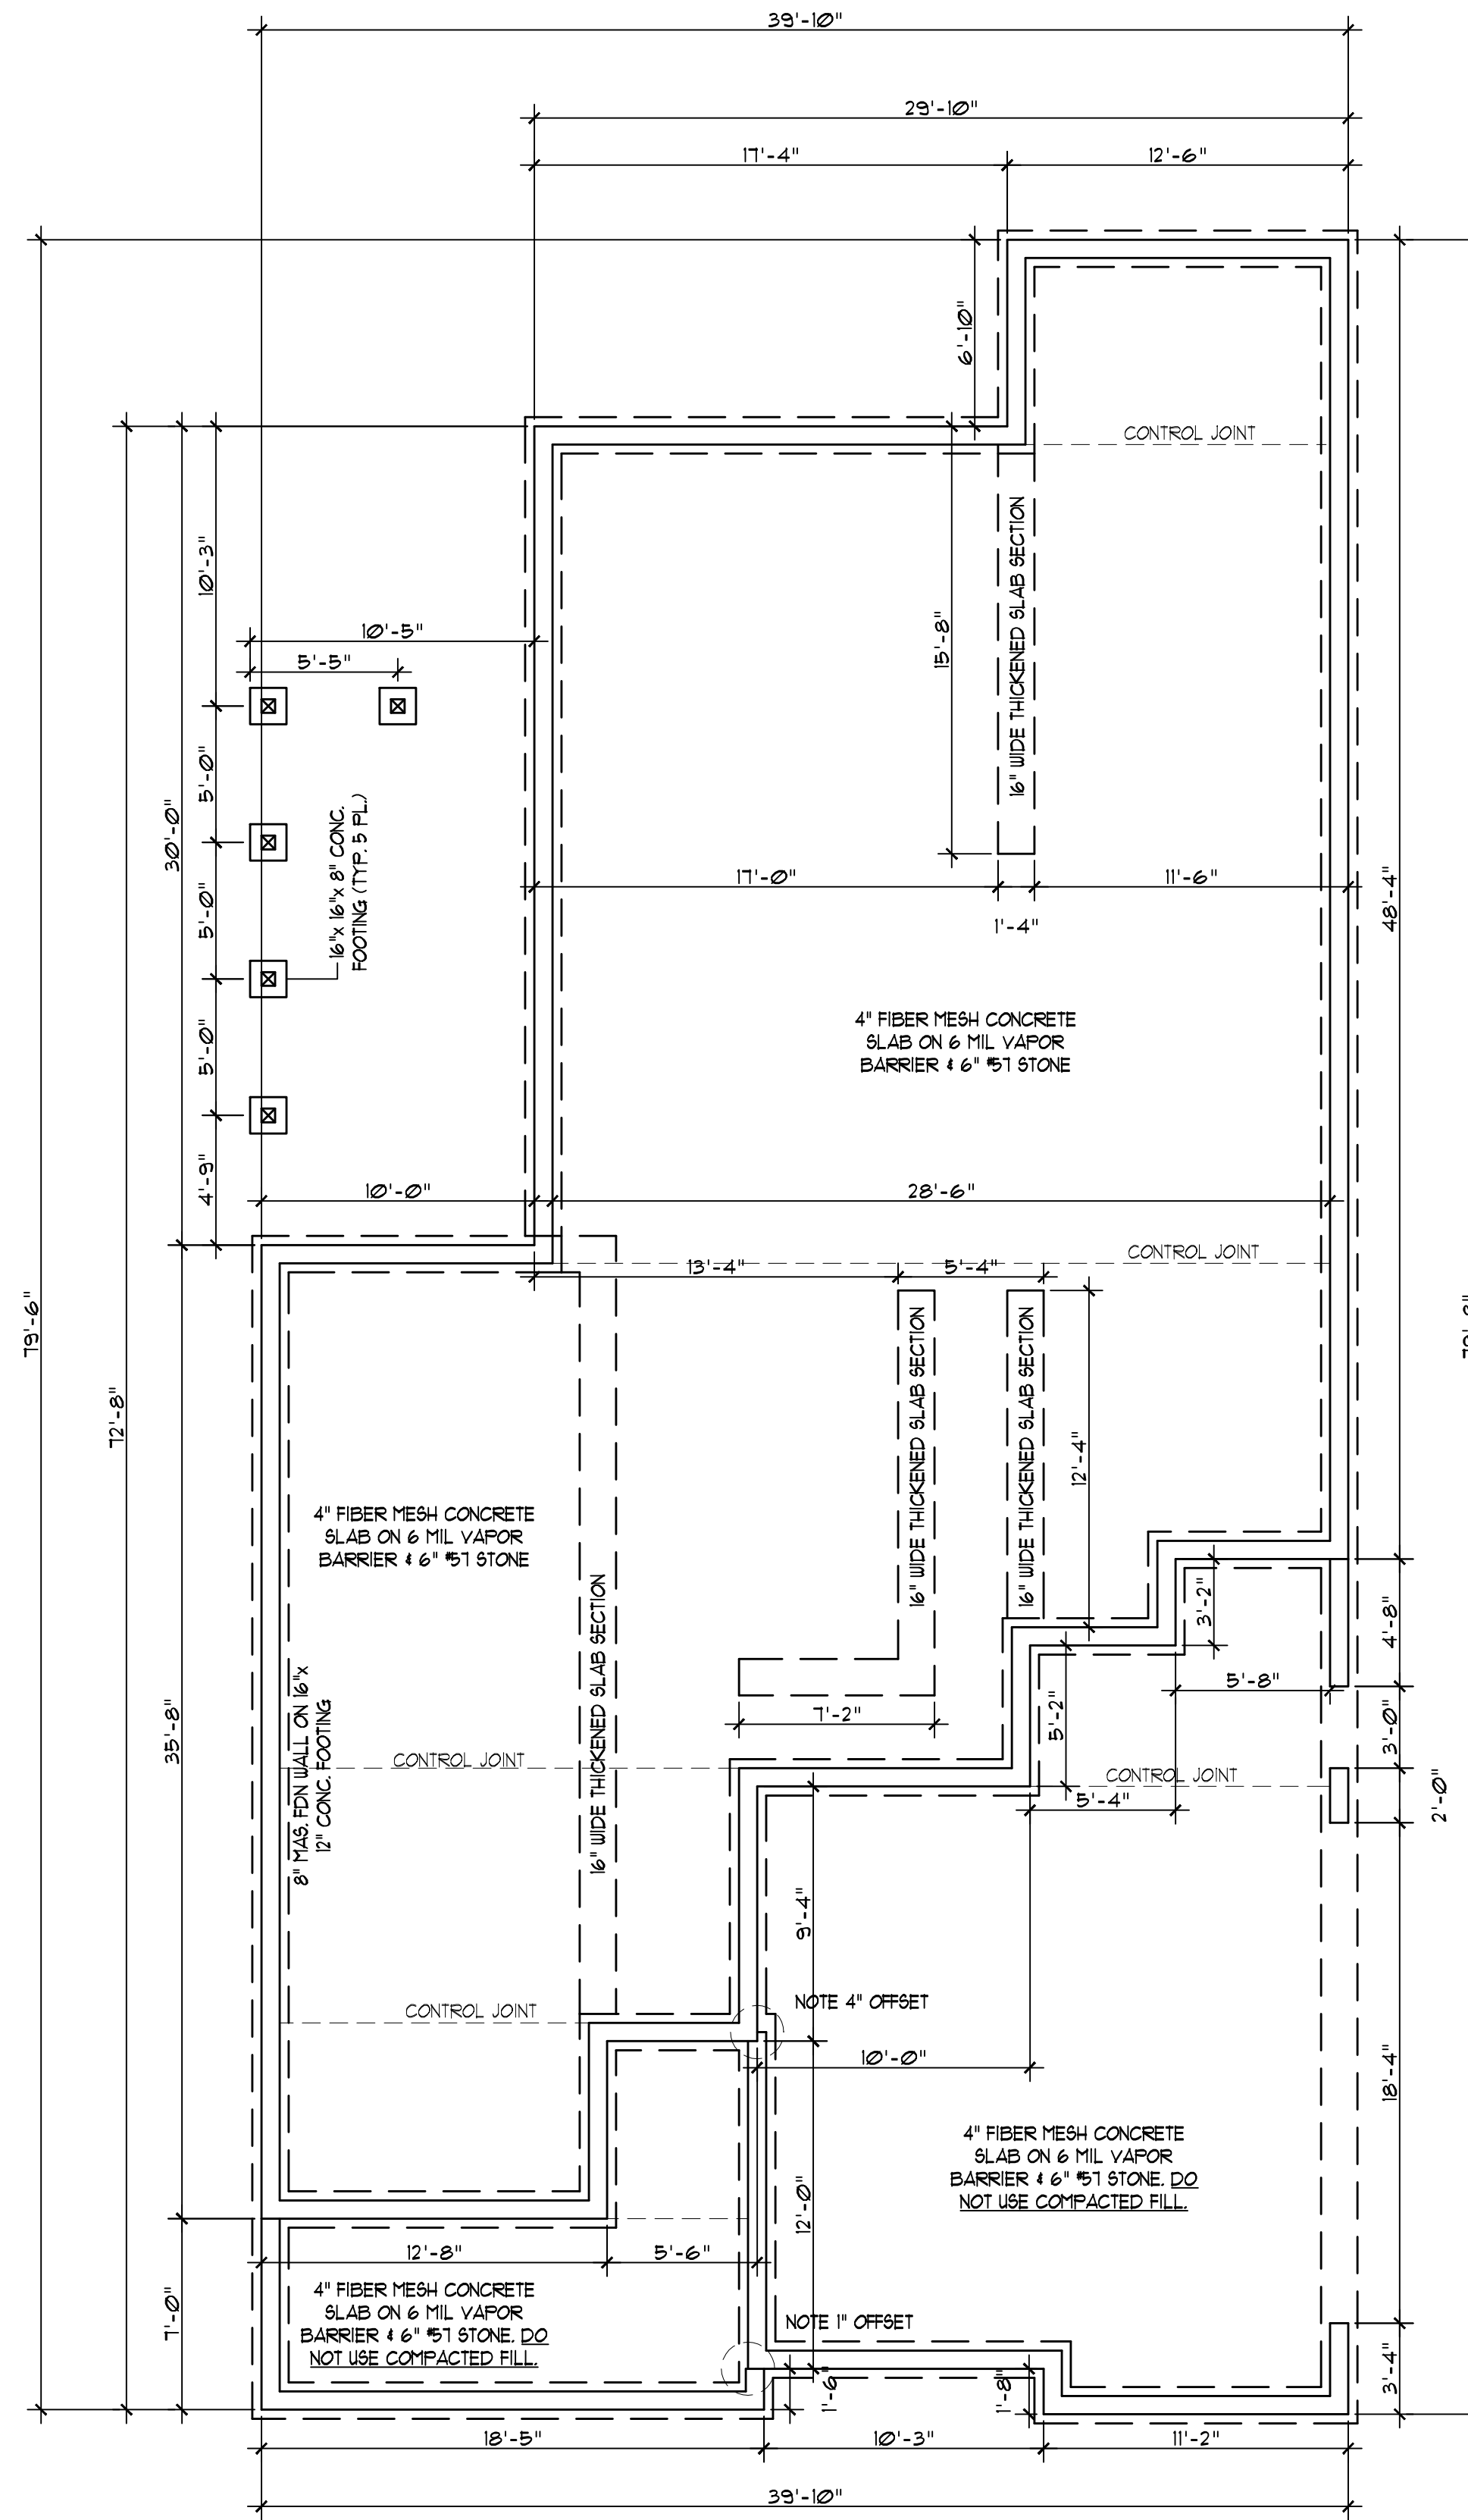 39'-10"
29'-10"
17'-4"
12'-6"
6'-10"
CONTROL JOINT
10'-3"
16" WIDE THICKENED SLAB SECTION
10'-5"
15'-8"
5'-5"
5'-0"
30'-0"
16"x 16"x 8" CONC.
FOOTING (TYP. 5 PL.)
17'-0"
11'-6"
48'-4"
5'-0"
1'-4"
4" FIBER MESH CONCRETE
SLAB ON 6 MIL VAPOR
BARRIER & 6" #57 STONE
5'-0"
4'-9"
10'-0"
28'-6"
CONTROL JOINT
13'-4"
5'-4"
79'-6"
72'-8"
16" WIDE THICKENED SLAB SECTION
16" WIDE THICKENED SLAB SECTION
12'-4"
4" FIBER MESH CONCRETE
SLAB ON 6 MIL VAPOR
BARRIER & 6" #57 STONE
16" WIDE THICKENED SLAB SECTION
3'-2"
4'-8"
8" MAS. FDN WALL ON 16"x
12" CONC. FOOTING
5'-8"
35'-8"
7'-2"
5'-2"
3'-0"
CONTROL JOINT
CONTROL JOINT
5'-4"
2'-0"
9'-4"
NOTE 4" OFFSET
CONTROL JOINT
10'-0"
18'-4"
4" FIBER MESH CONCRETE
SLAB ON 6 MIL VAPOR
BARRIER & 6" #57 STONE. DO
NOT USE COMPACTED FILL.
12'-0"
12'-8"
5'-6"
7'-0"
4" FIBER MESH CONCRETE
SLAB ON 6 MIL VAPOR
BARRIER & 6" #57 STONE. DO
NOT USE COMPACTED FILL.
NOTE 1" OFFSET
1'-6"
1'-8"
3'-4"
18'-5"
10'-3"
11'-2"
39'-10"